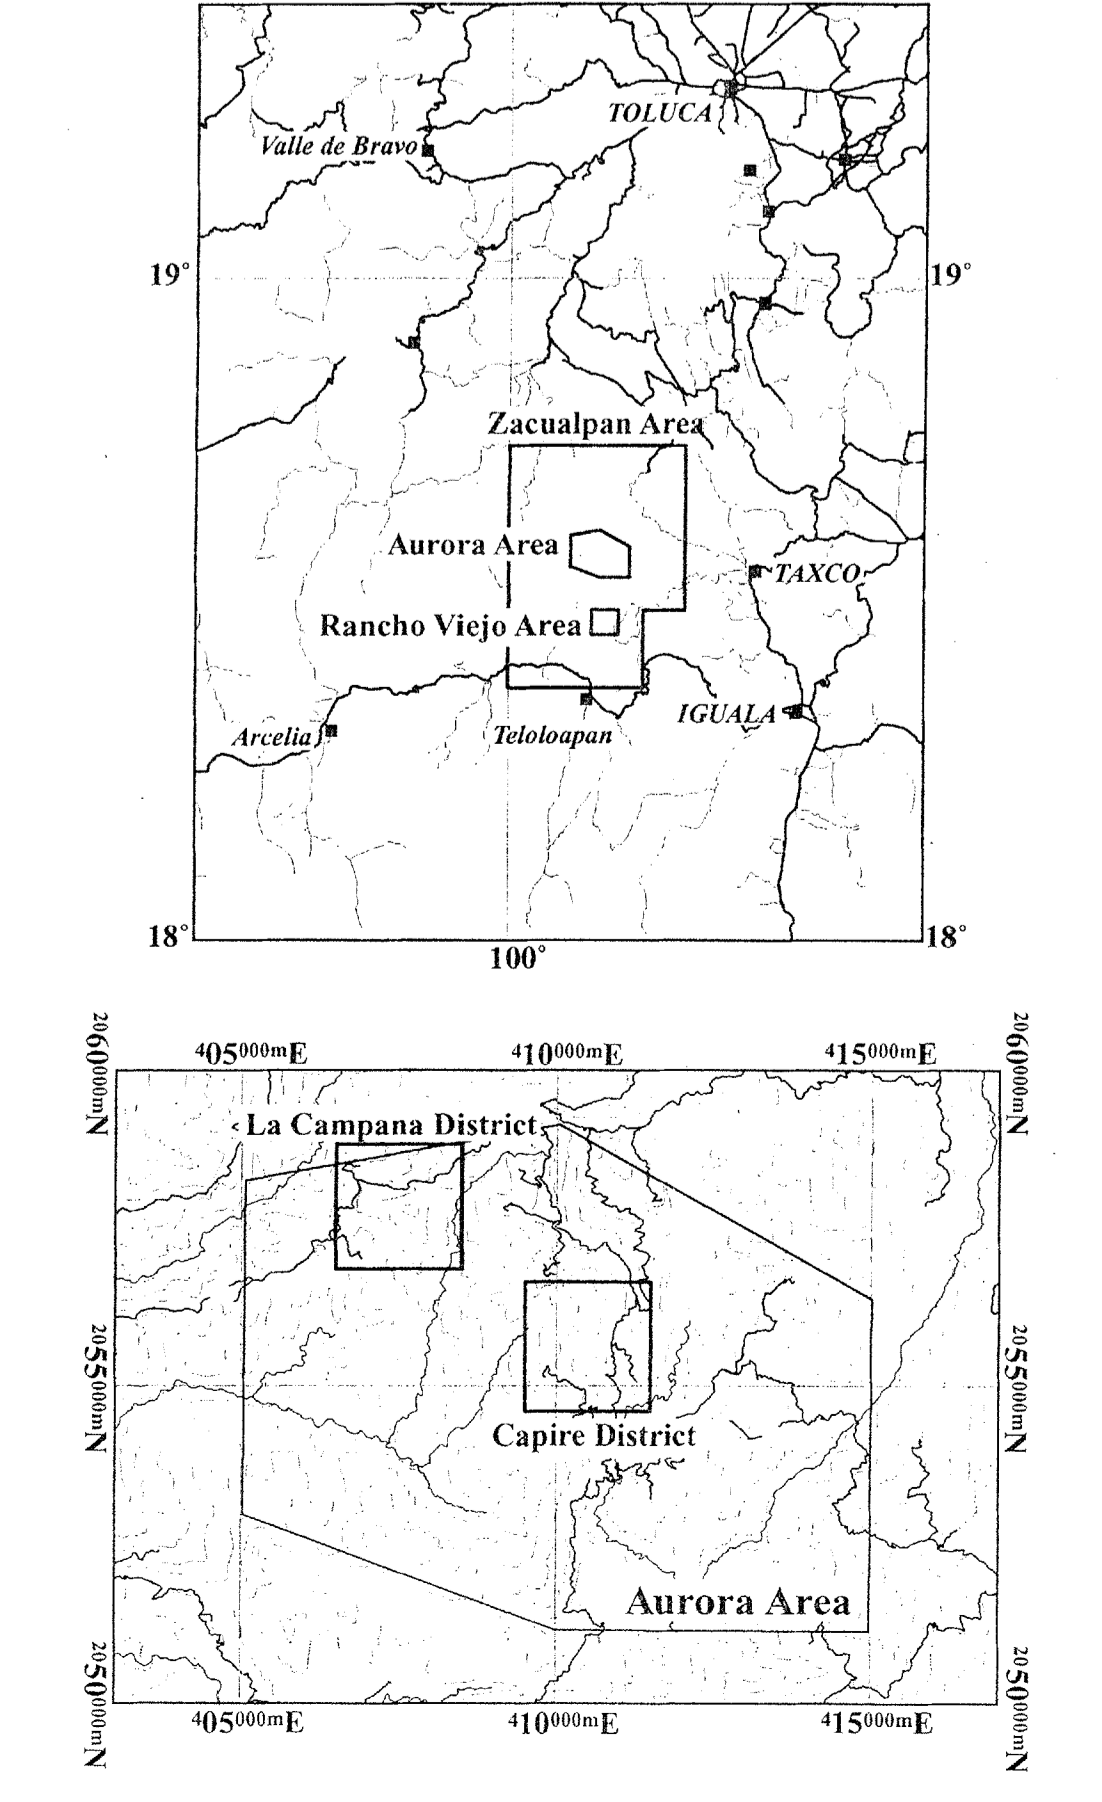 TOLUCA
Valle de Bravo
19° 19°
Zacualpan Area
Aurora Area
TAXCO
Rancho Viejo Area
IGUALA
Arcelia
Teloloapan
18° 18°
100°
405000mE 410000mE 415000mE
2060000mN 2060000mN
La Campana District
2055000mN 2055000mN
Capire District
Aurora Area
2050000mN 2050000mN
405000mE 410000mE 415000mE